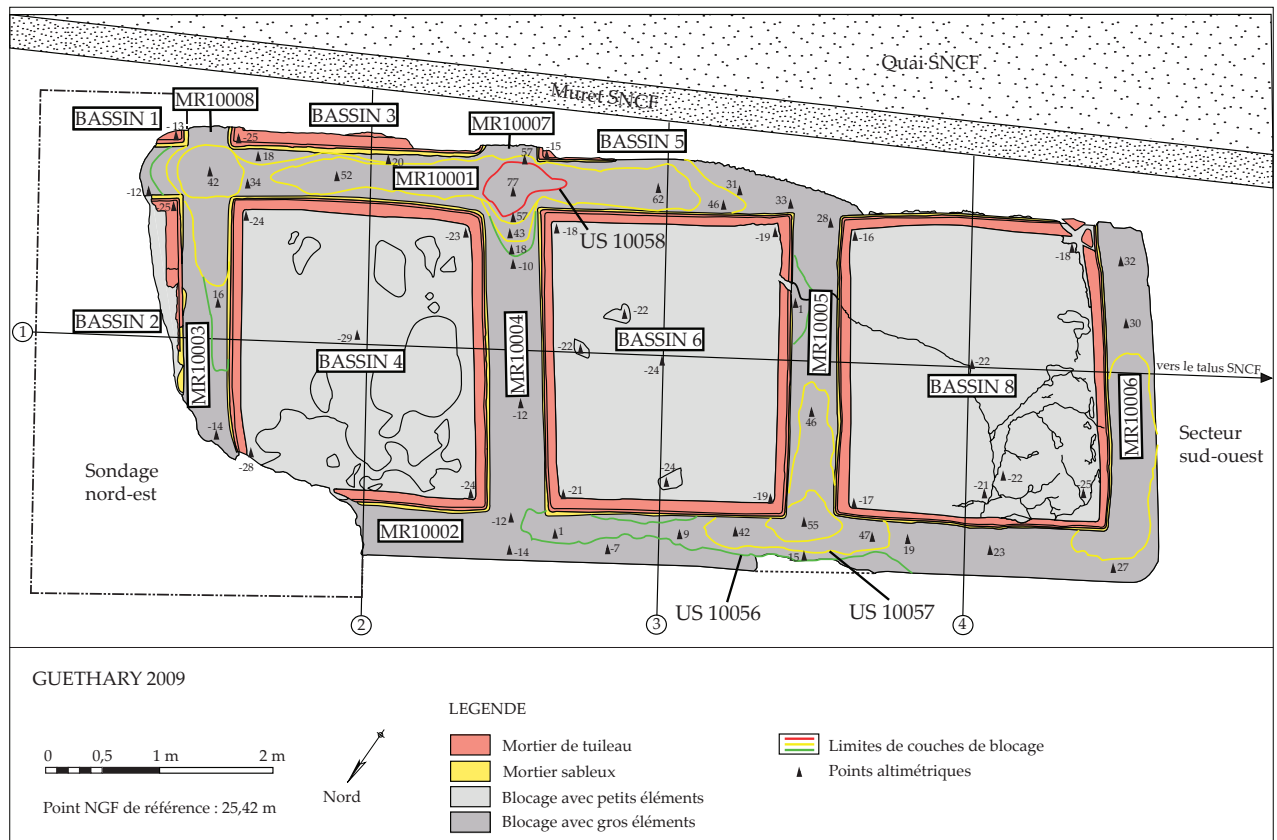 Quai SNCF
Muret SNCF
MR10008
BASSIN 1
BASSIN 3
MR10007
BASSIN 5
-13
-25
18
20
57
-15
MR10001
42
34
52
77
62
31
-12
-25
-24
57
46
33
28
-23
43
-18
-19
-16
US 10058
18
-10
-18
32
16
1
-22
30
①
BASSIN 2
MR10003
-29
BASSIN 4
MR10004
-22
BASSIN 6
-24
MR10005
-22
BASSIN 8
vers le talus SNCF
MR10006
-12
46
-14
-28
Secteur
sud-ouest
Sondage
nord-est
-24
-24
-21
-19
-17
-21
-22
-25
MR10002
-12
1
9
42
55
47
19
23
-14
-7
-15
27
US 10056
US 10057
②
③
④
GUETHARY 2009
LEGENDE
0 0,5 1 m 2 m
Nord
Point NGF de référence : 25,42 m
Mortier de tuileau
Mortier sableux
Blocage avec petits éléments
Blocage avec gros éléments
Limites de couches de blocage
Points altimétriques